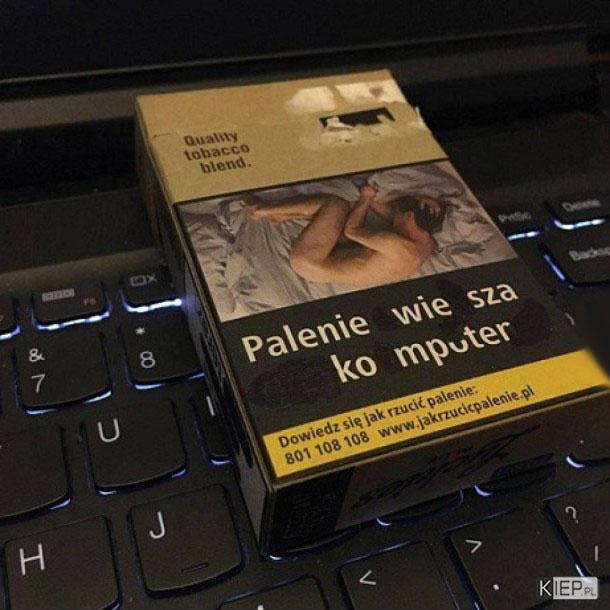 Quality
tobacco
blend.
Palenie wie sza
ko mputer
Dowiedz się jak rzucić palenie:
801 108 108 www.jakrzucicpalenie.pl
PrtSc
Delete
F6
& 7
* 8
U
H
J
<
>
?
KIEP.PL